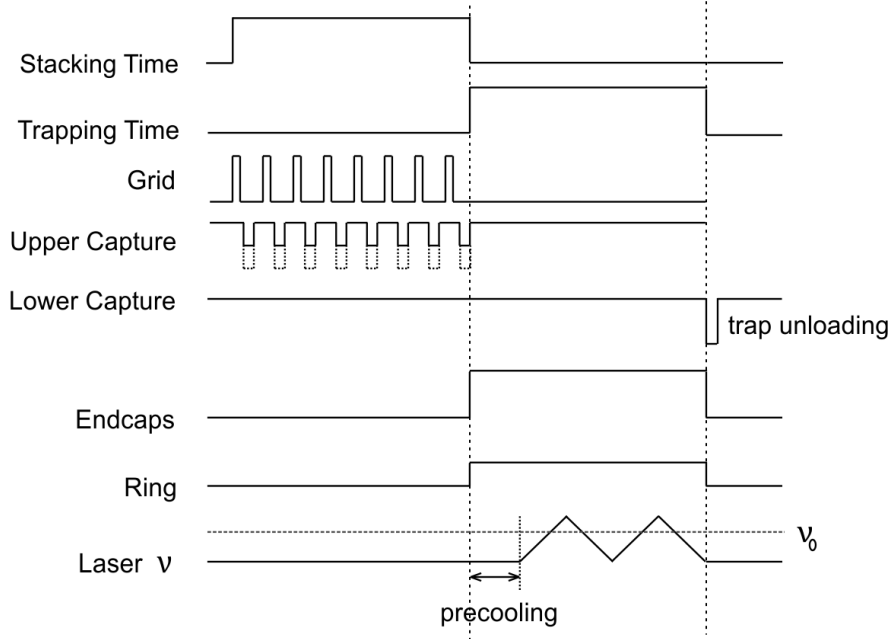 Stacking Time
Trapping Time
Grid
Upper Capture
Lower Capture
trap unloading
Endcaps
Ring
ν₀
Laser ν
precooling